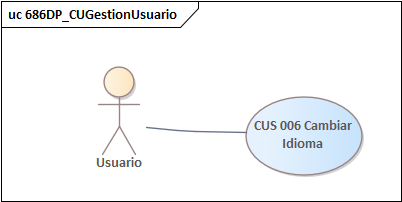 uc 686DP_CUGestionUsuario
CUS 006 Cambiar
Idioma
Usuario